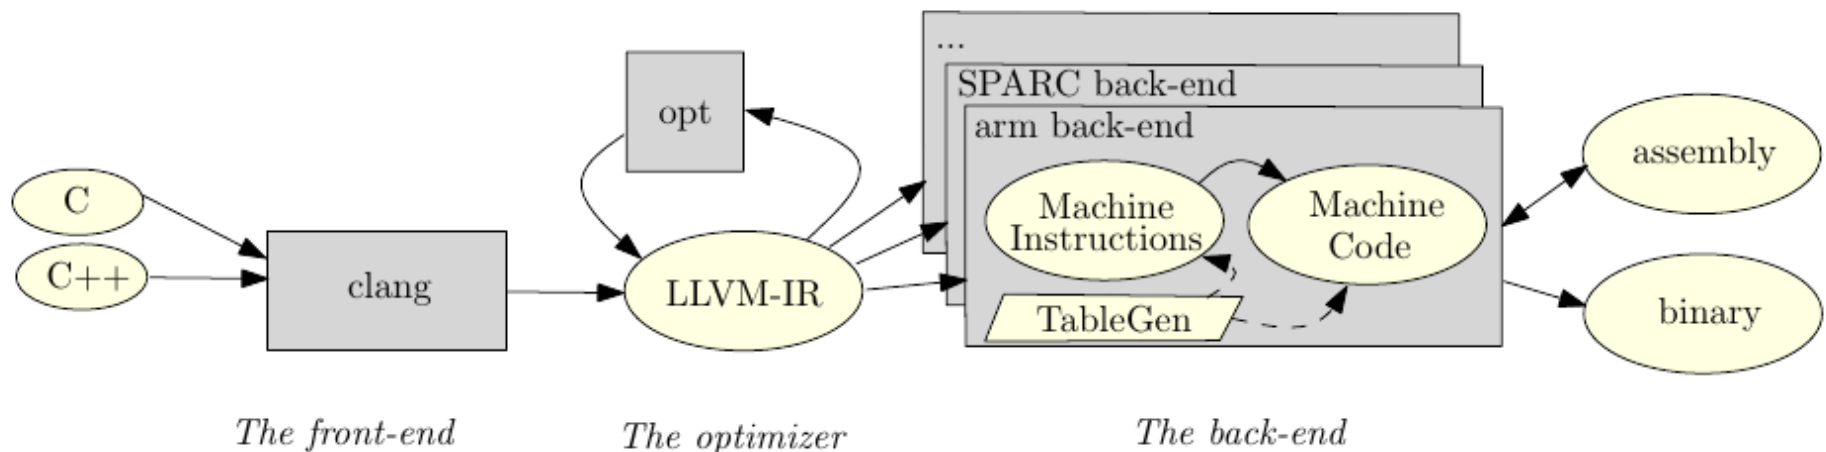 ...
SPARC back-end
opt
arm back-end
assembly
C
Machine
Instructions
Machine
Code
C++
clang
LLVM-IR
TableGen
binary
The front-end
The optimizer
The back-end